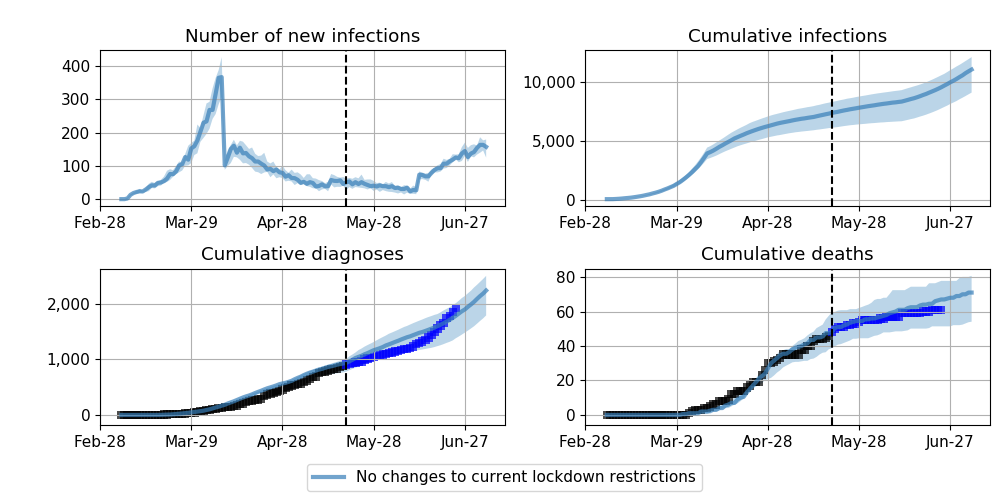 Number of new infections
400
300
200
100
0
Feb-28 Mar-29 Apr-28 May-28 Jun-27
Cumulative infections
10,000
5,000
0
Feb-28 Mar-29 Apr-28 May-28 Jun-27
Cumulative diagnoses
2,000
1,000
0
Feb-28 Mar-29 Apr-28 May-28 Jun-27
Cumulative deaths
80
60
40
20
0
Feb-28 Mar-29 Apr-28 May-28 Jun-27
No changes to current lockdown restrictions